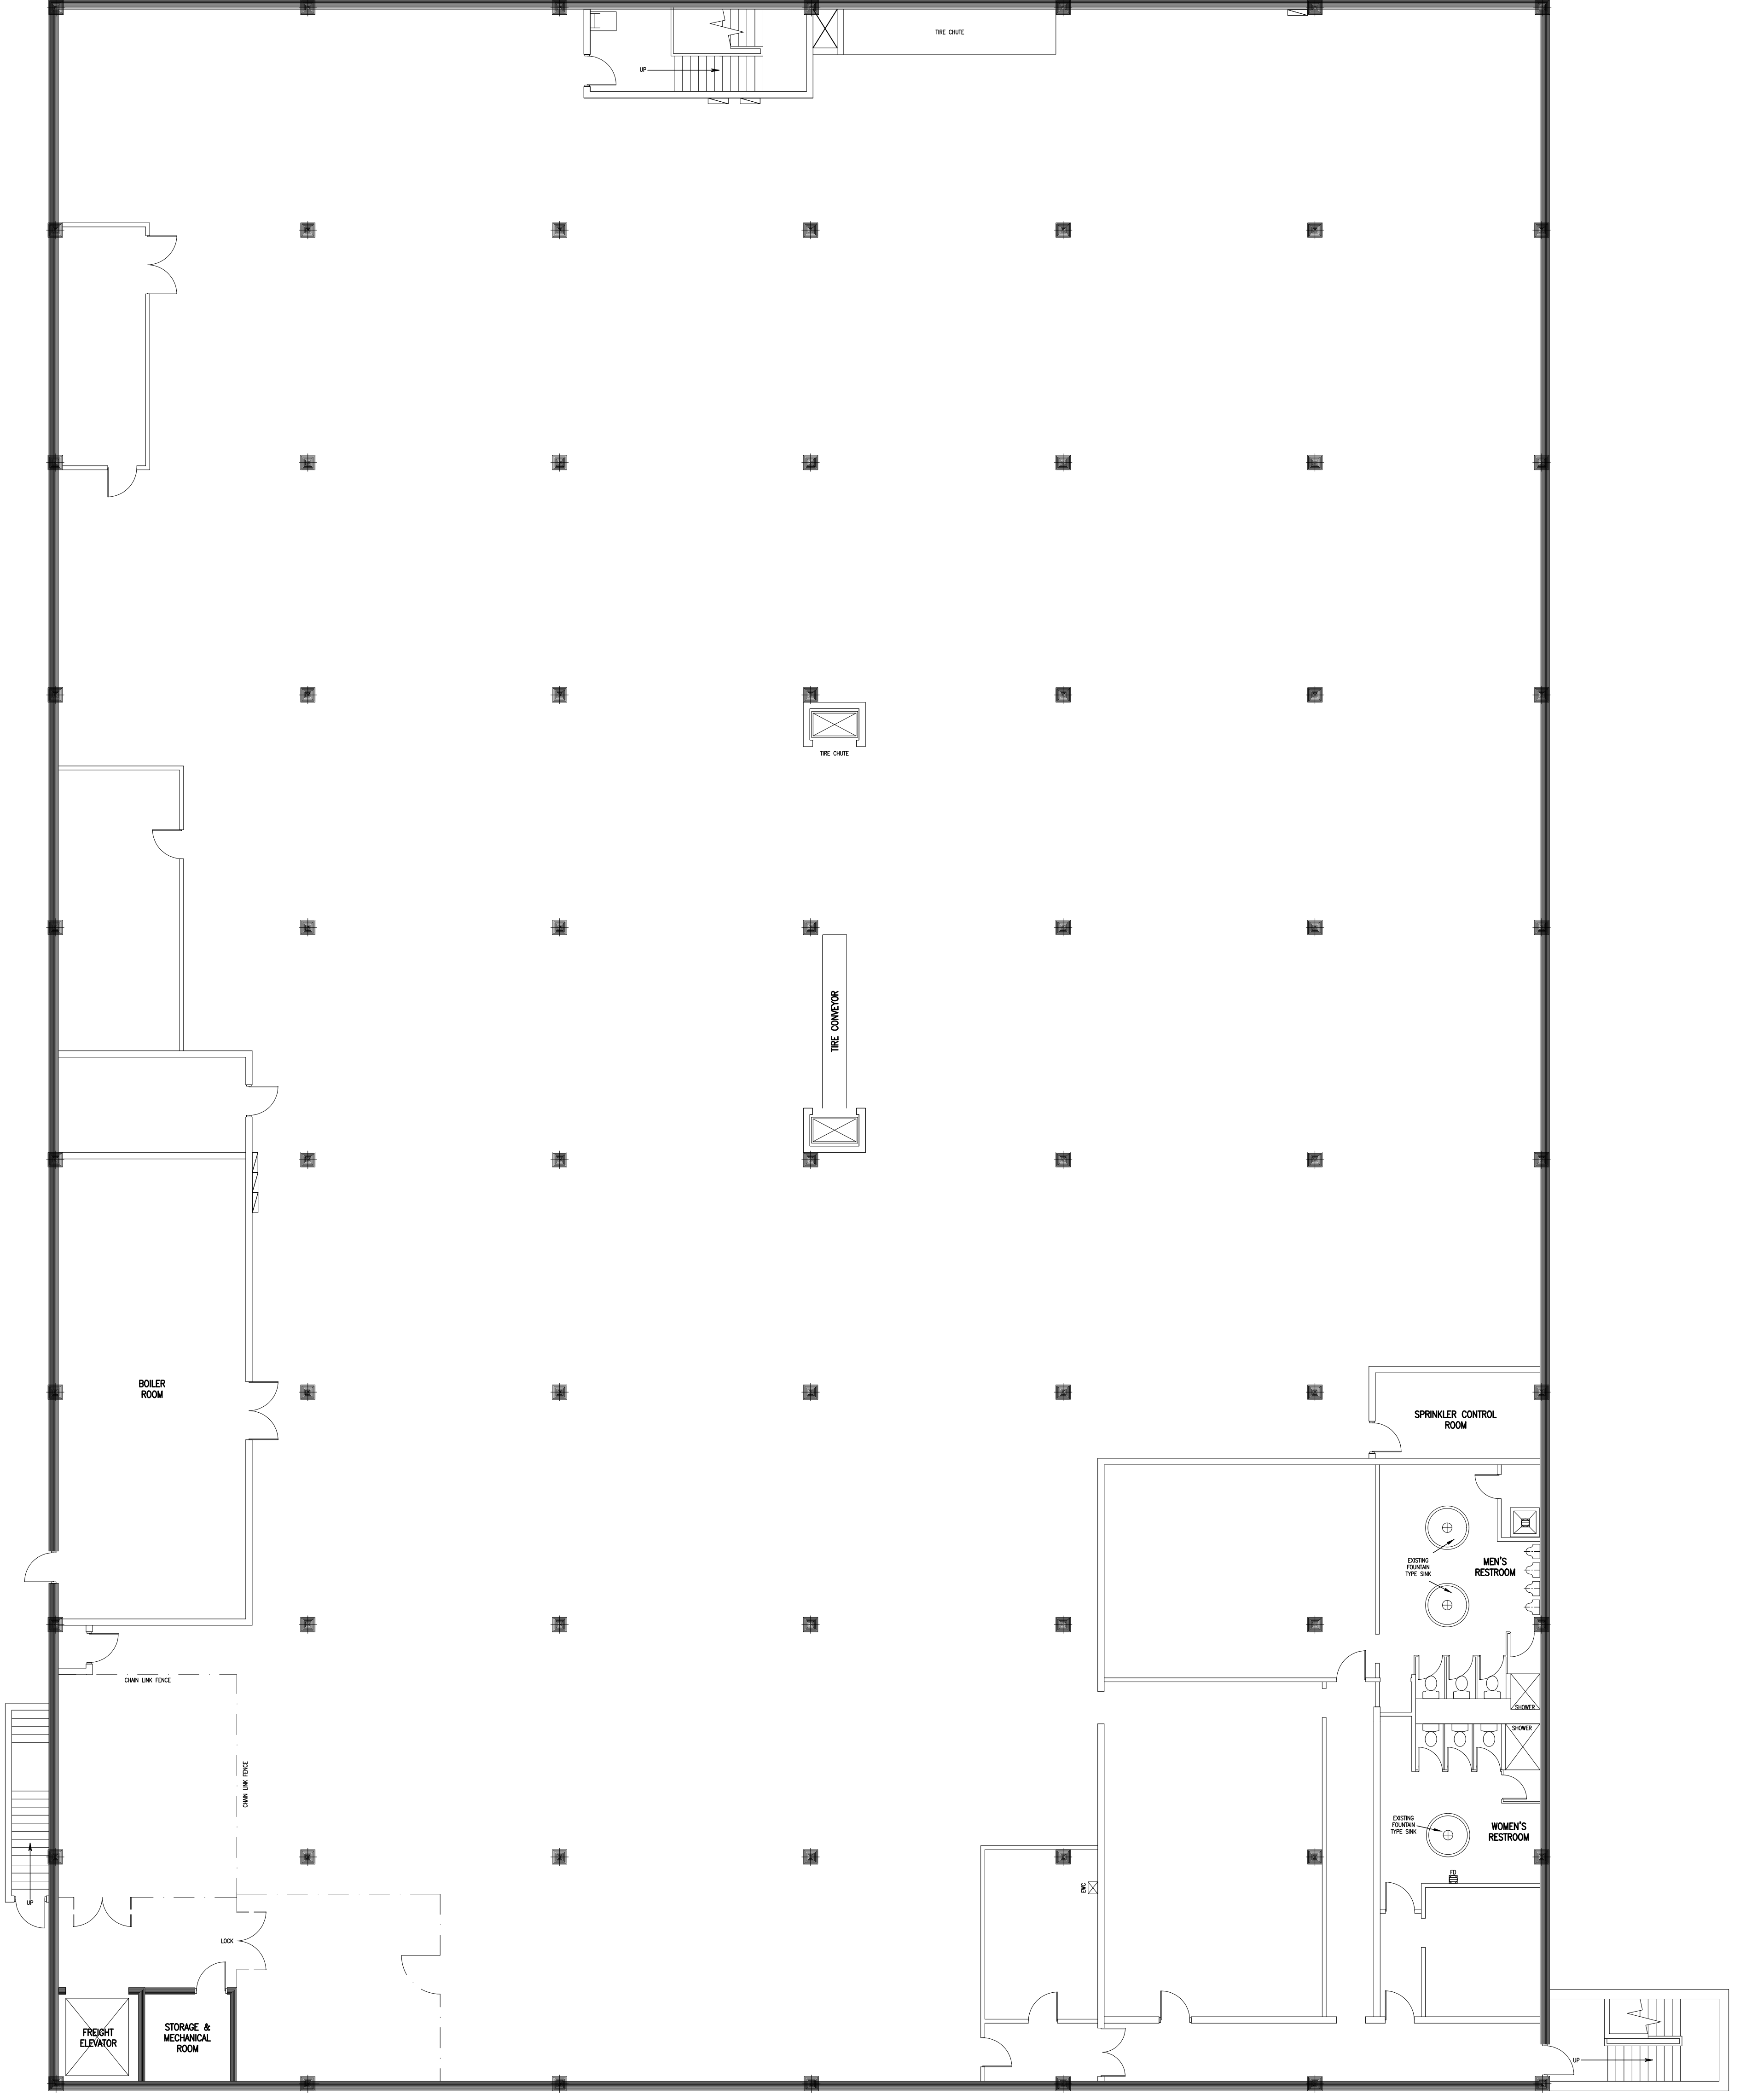 TIRE CHUTE
UP
TIRE CHUTE
TIRE CONVEYOR
BOILER
ROOM
SPRINKLER CONTROL
ROOM
EXISTING
FOUNTAIN
TYPE SINK
MEN'S
RESTROOM
CHAIN LINK FENCE
SHOWER
SHOWER
CHAIN LINK FENCE
EXISTING
FOUNTAIN
TYPE SINK
WOMEN'S
RESTROOM
FD
EWC
UP
LOCK
FREIGHT
ELEVATOR
STORAGE &
MECHANICAL
ROOM
UP